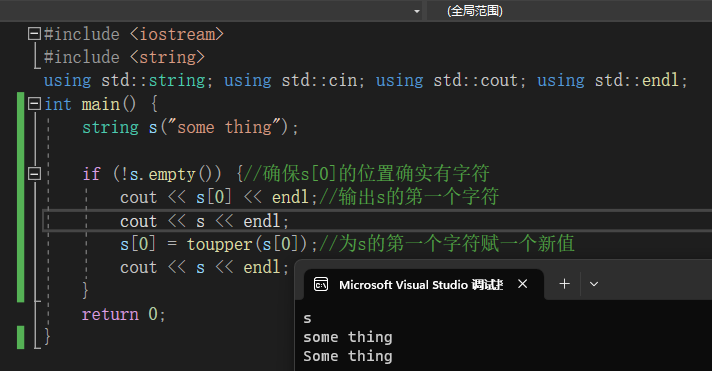 (全局范围)
#include <iostream>
#include <string>
using std::string; using std::cin; using std::cout; using std::endl;
int main() {
string s("some thing");
if (!s.empty()) {//确保s[0]的位置确实有字符
cout << s[0] << endl;//输出s的第一个字符
cout << s << endl;
s[0] = toupper(s[0]);//为s的第一个字符赋一个新值
cout << s << endl;
}
return 0;
}
Microsoft Visual Studio 调试
s
some thing
Some thing